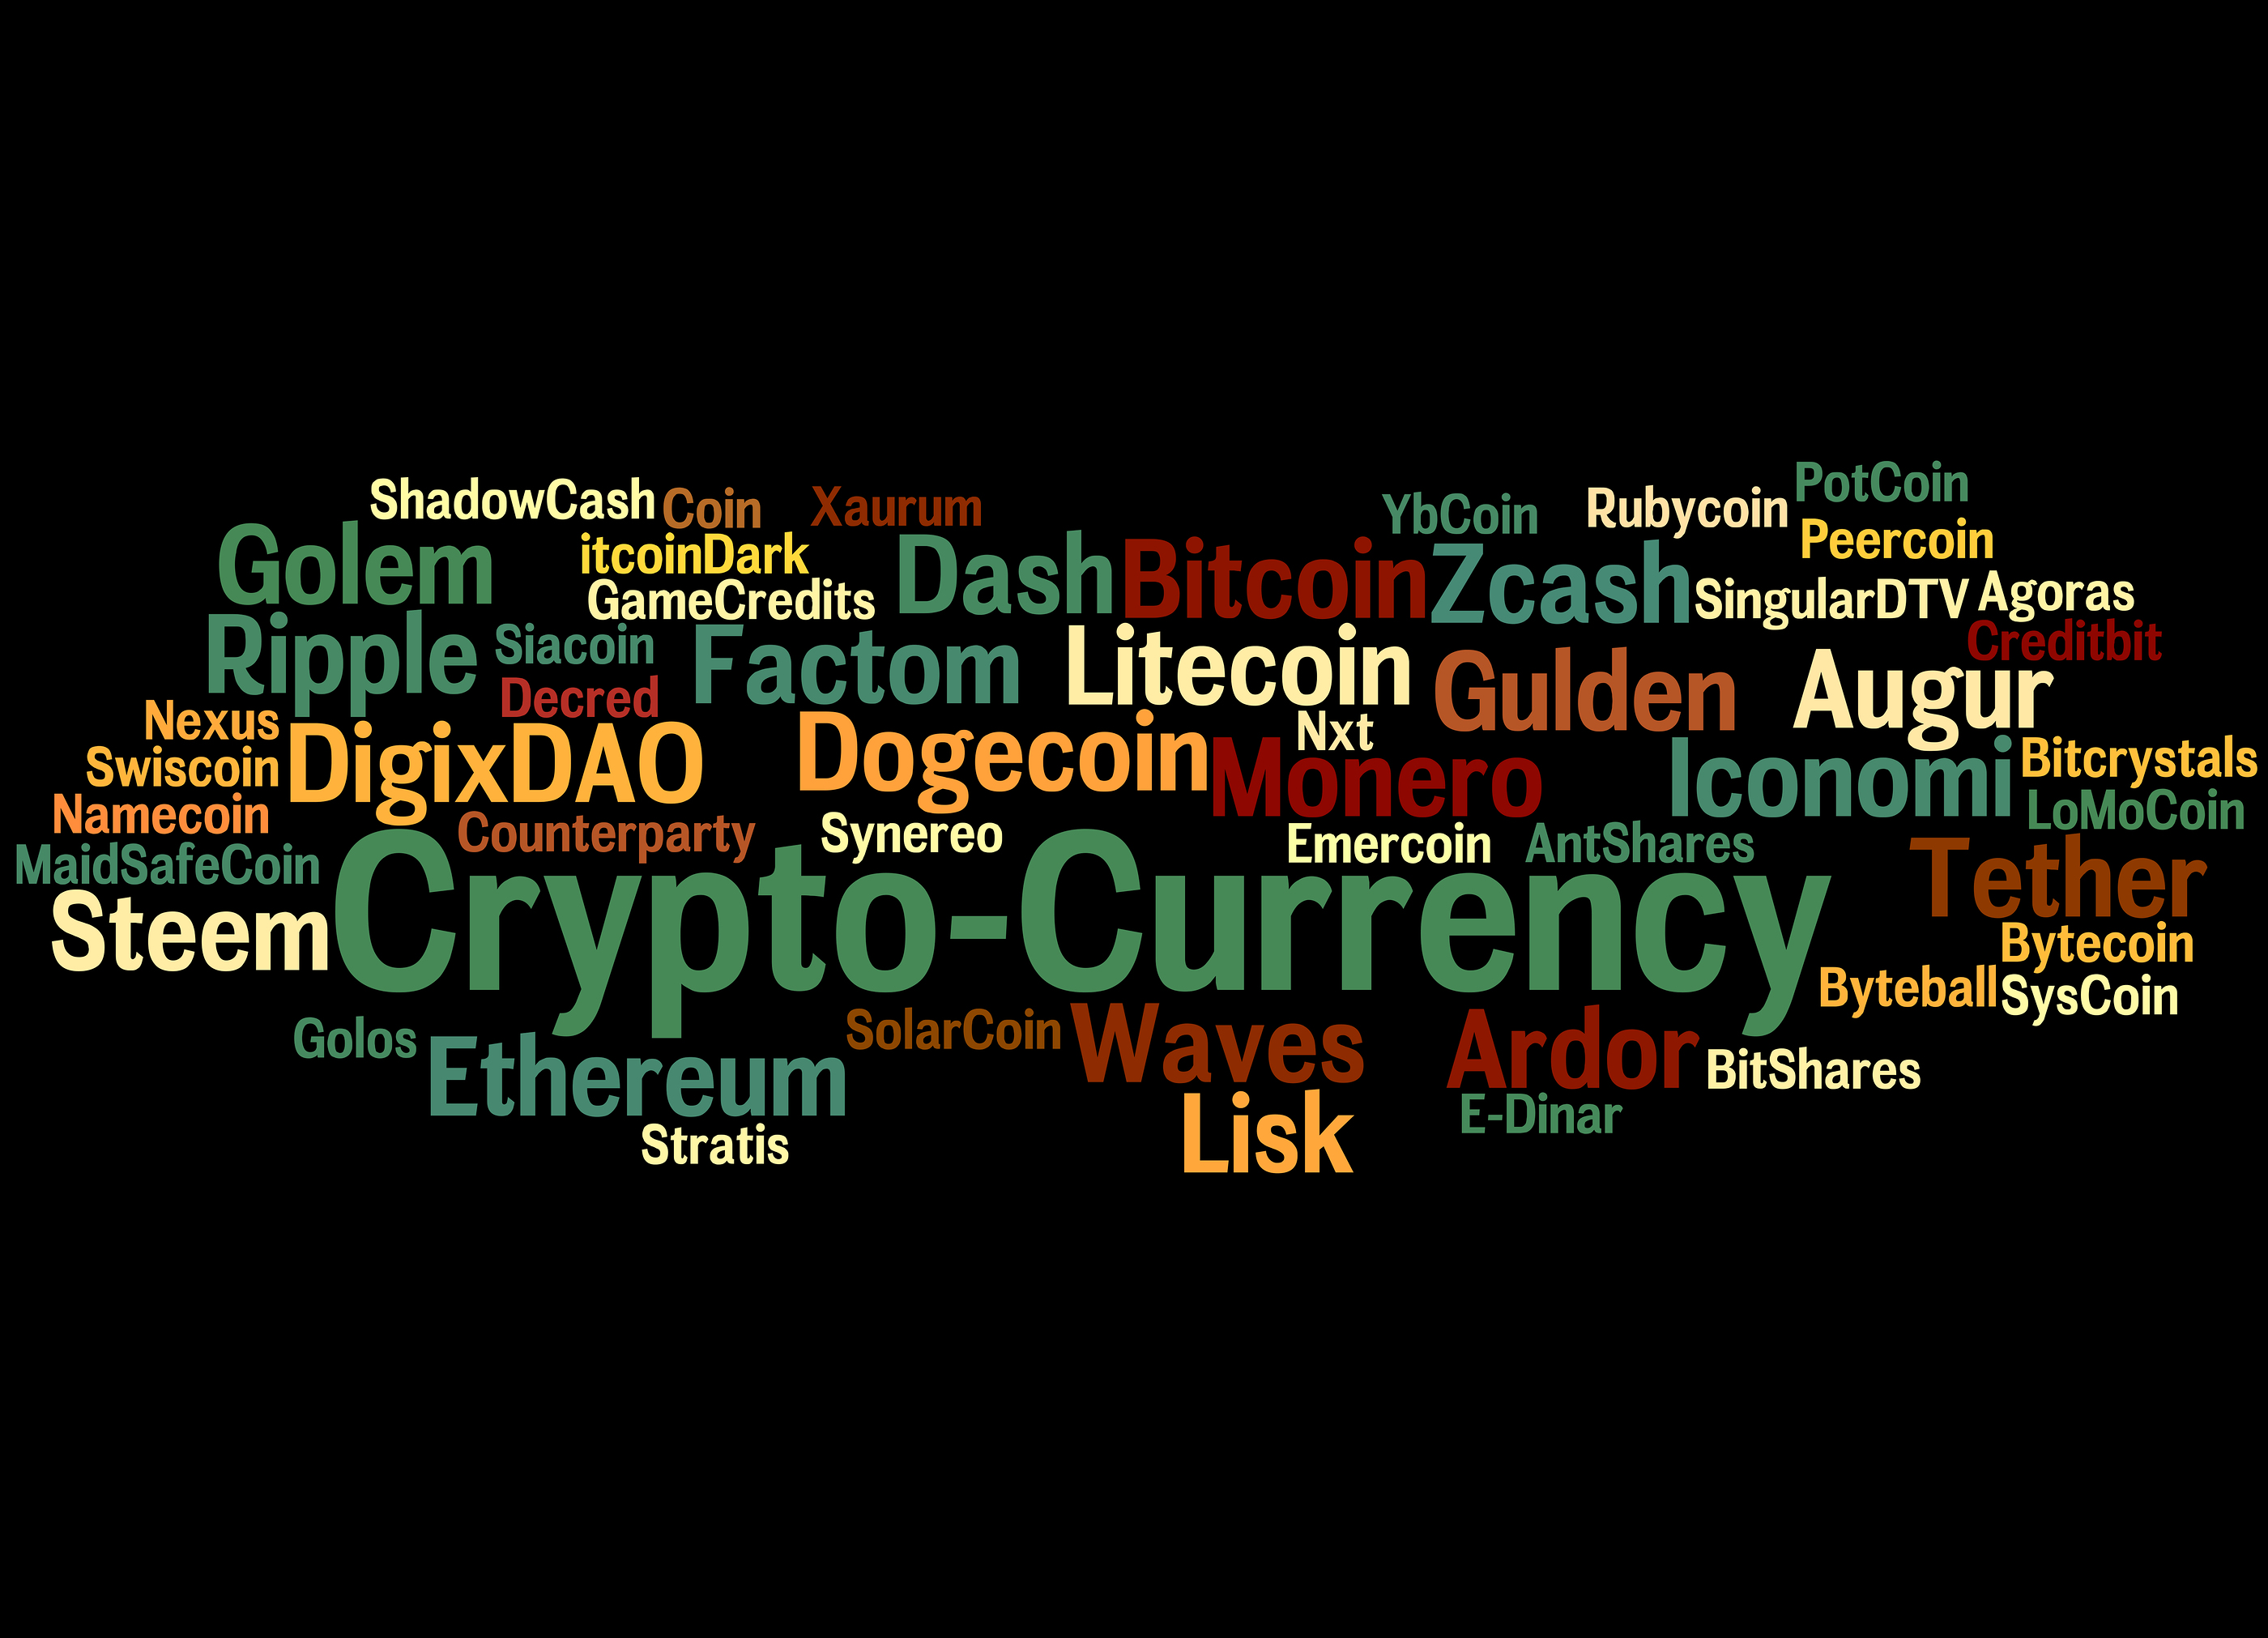 PotCoin
ShadowCash
Coin
Xaurum
YbCoin
Rubycoin
Peercoin
Golem
itcoinDark
Dash
Bitcoin
Zcash
GameCredits
SingularDTV
Agoras
Ripple
Siacoin
Factom
Litecoin
Gulden
Augur
Creditbit
Decred
Nexus
Swiscoin
DigixDAO
Dogecoin
Nxt
Monero
Iconomi
Bitcrystals
Namecoin
LoMoCoin
Counterparty
Synereo
Emercoin
AntShares
MaidSafeCoin
Tether
Steem
Crypto-Currency
Bytecoin
Byteball
SysCoin
Golos
Ethereum
SolarCoin
Waves
Ardor
BitShares
Stratis
Lisk
E-Dinar